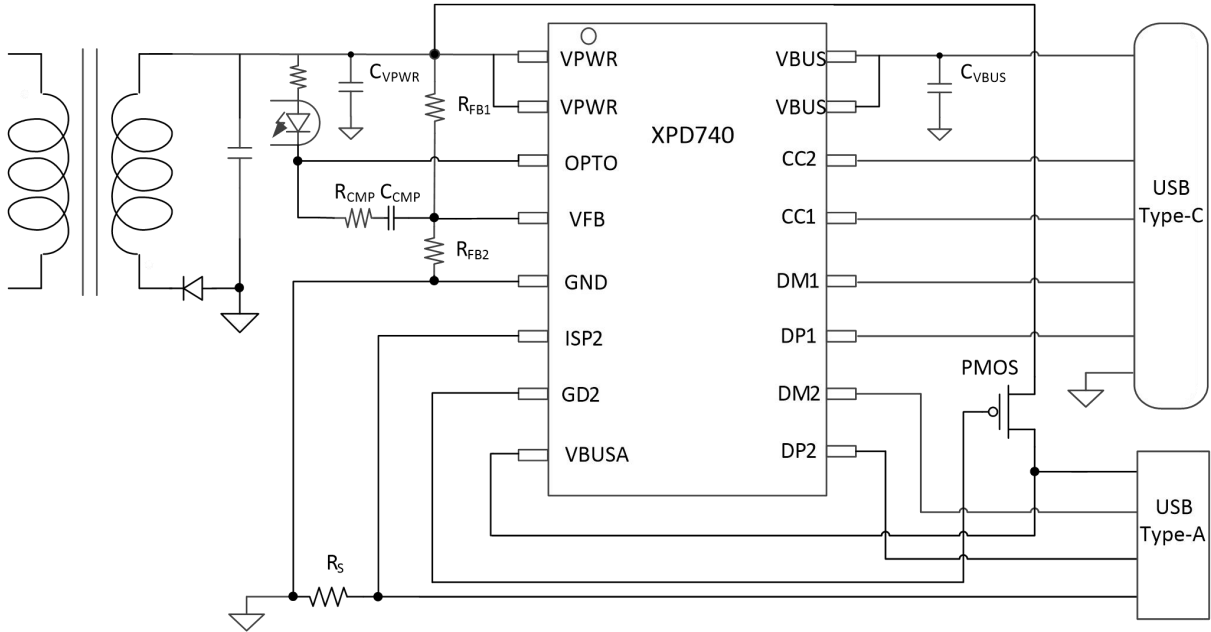 VPWR
VPWR
OPTO
VFB
GND
ISP2
GD2
VBUSA
XPD740
VBUS
VBUS
CC2
CC1
DM1
DP1
DM2
DP2
CVPWR
RFB1
RCMP CCMP
RFB2
RS
CVBUS
PMOS
USB
Type-C
USB
Type-A